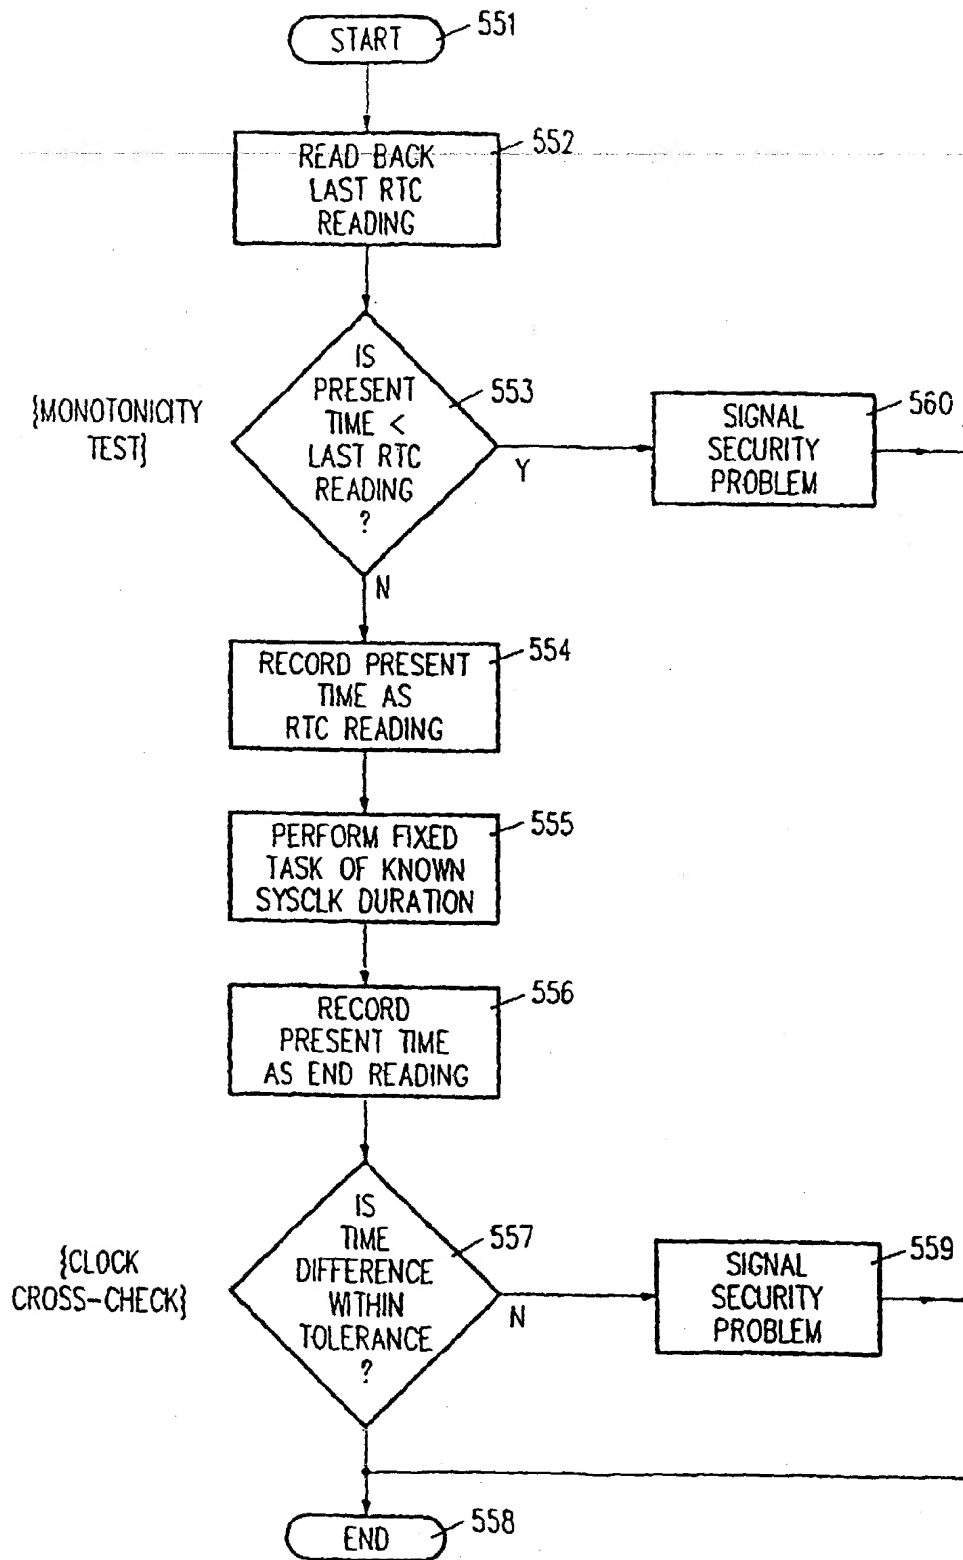 START
551
READ BACK
LAST RTC
READING
552
{MONOTONICITY
TEST}
IS
PRESENT
TIME <
LAST RTC
READING
?
553
Y
SIGNAL
SECURITY
PROBLEM
560
N
RECORD PRESENT
TIME AS
RTC READING
554
PERFORM FIXED
TASK OF KNOWN
SYSCLK DURATION
555
RECORD
PRESENT TIME
AS END READING
556
{CLOCK
CROSS-CHECK}
IS
TIME
DIFFERENCE
WITHIN
TOLERANCE
?
557
N
SIGNAL
SECURITY
PROBLEM
559
END
558